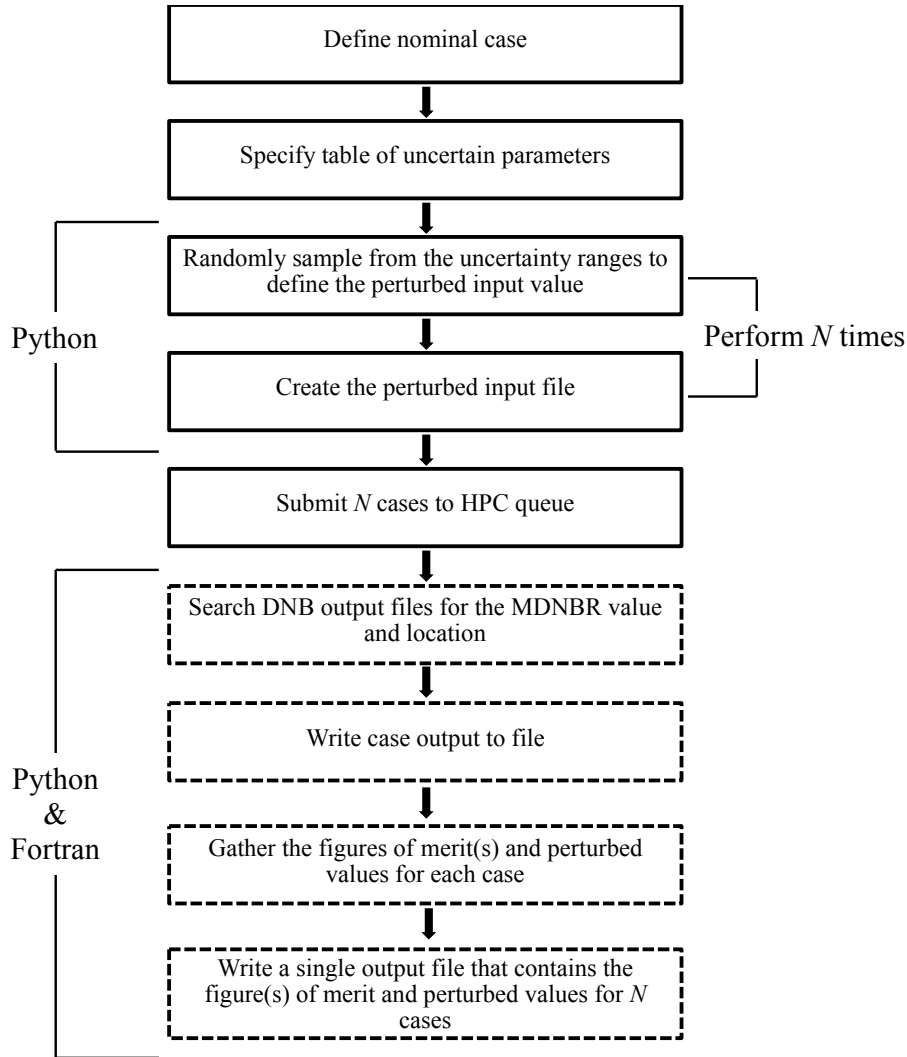 Define nominal case
Specify table of uncertain parameters
Randomly sample from the uncertainty ranges to
define the perturbed input value
Python
Perform N times
Create the perturbed input file
Submit N cases to HPC queue
Search DNB output files for the MDNBR value
and location
Write case output to file
Python
&
Fortran
Gather the figures of merit(s) and perturbed
values for each case
Write a single output file that contains the
figure(s) of merit and perturbed values for N
cases